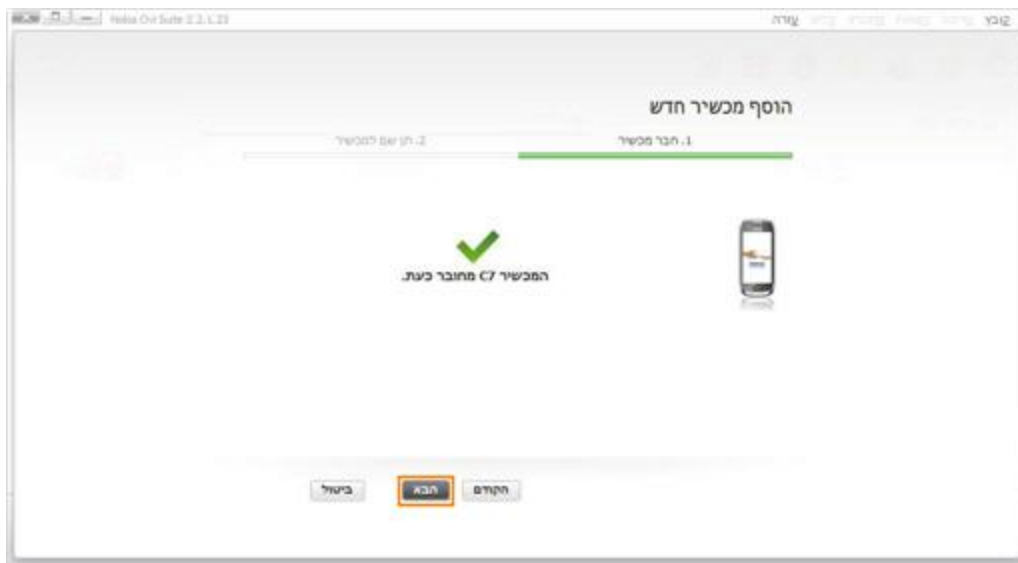 קובץ עזרה Nokia Ovi Suite 2.2.1.23
הוסף מכשיר חדש
1. חבר מכשיר 2. תן שם למכשיר
המכשיר C7 מחובר כעת.
הקודם הבא ביטול